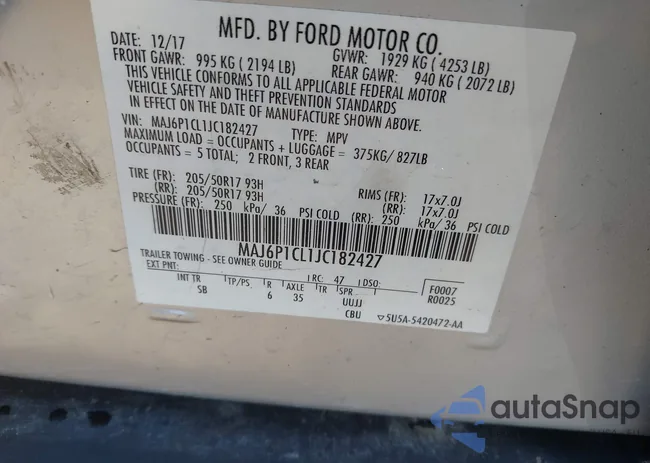 MFD. BY FORD MOTOR CO.
DATE: 12/17 GVWR: 1929 KG ( 4253 LB)
FRONT GAWR: 995 KG ( 2194 LB) REAR GAWR: 940 KG ( 2072 LB)
THIS VEHICLE CONFORMS TO ALL APPLICABLE FEDERAL MOTOR
VEHICLE SAFETY AND THEFT PREVENTION STANDARDS
IN EFFECT ON THE DATE OF MANUFACTURE SHOWN ABOVE.
VIN: MAJ6P1CL1JC182427 TYPE: MPV
MAXIMUM LOAD = OCCUPANTS + LUGGAGE = 375KG/ 827LB
OCCUPANTS = 5 TOTAL; 2 FRONT, 3 REAR
TIRE (FR): 205/50R17 93H RIMS (FR): 17x7.0J
(RR): 205/50R17 93H (RR): 17x7.0J
PRESSURE (FR): 250 kPa/ 36 PSI COLD (RR): 250 kPa/ 36 PSI COLD
MAJ6P1CL1JC182427
TRAILER TOWING - SEE OWNER GUIDE
EXT PNT: RC: 47 DSO: F0007
R0025
INT TR TP/PS R AXLE TR SPR
SB 6 35 UUJJ
CBU ▽5U5A-5420472-AA
autoSnap